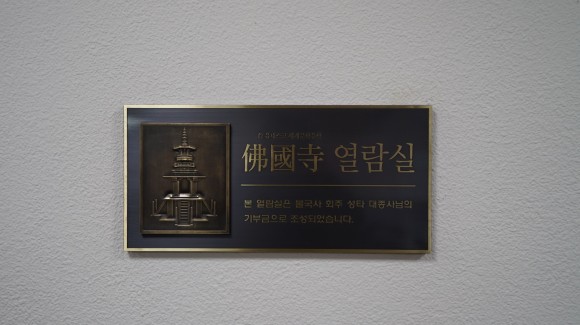 佛國寺 열람실
본 열람실은 불국사 회주 성타 대종사님의
기부금으로 조성되었습니다.